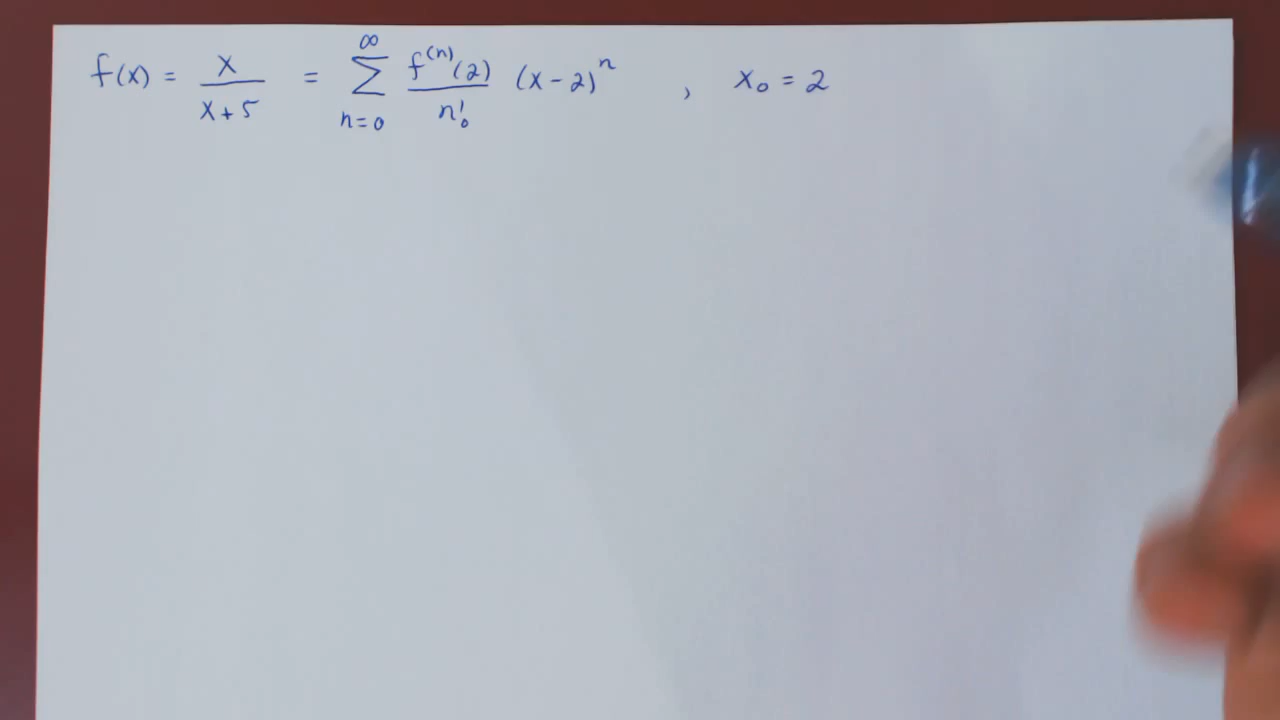 f(x) = x/(x+5) = ∑_{n=0}^{∞} f^{(n)}(2)/n! (x-2)^n , x₀ = 2